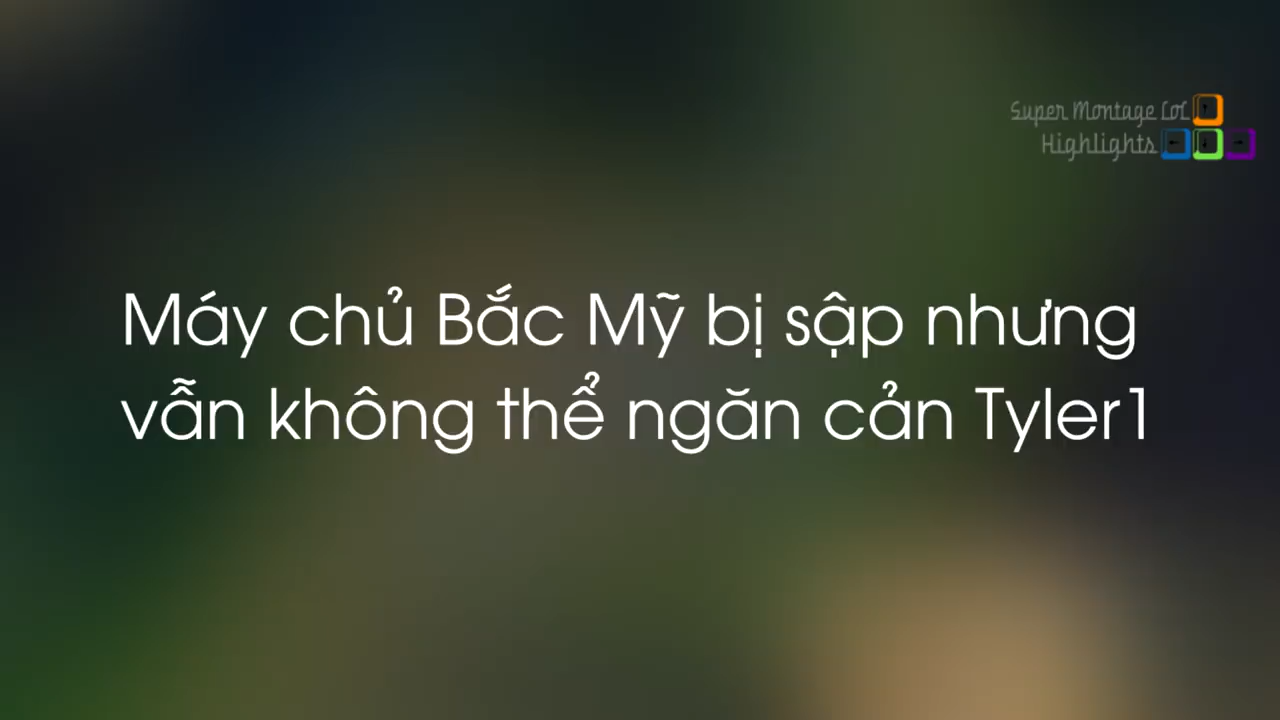 Super Montage LoL
Highlights
Máy chủ Bắc Mỹ bị sập nhưng
vẫn không thể ngăn cản Tyler1